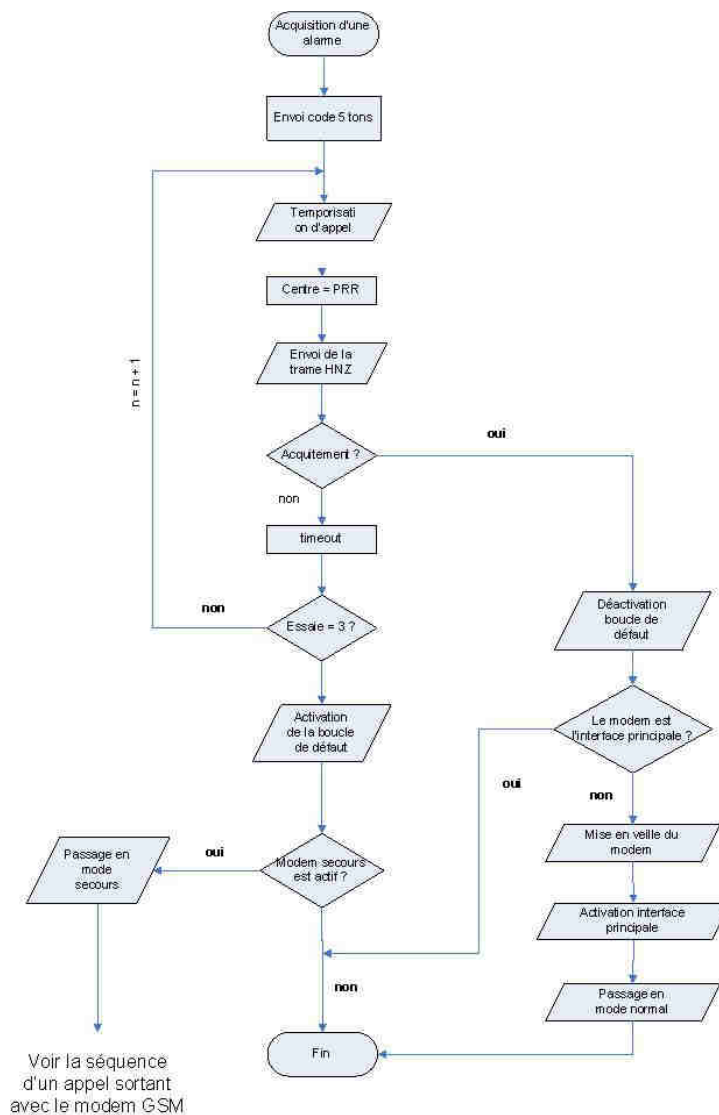 Acquisition d'une
alarme
Envoi code 5 tons
Temporisati
on d'appel
Centre = PRR
Envoi de la
trame HNZ
n = n + 1
Acquitement ?
oui
non
timeout
non
Essaie = 3 ?
Déactivation
boucle de
défaut
Activation
de la boucle
de défaut
Le modem est
l'interface principale ?
oui
non
Mise en veille du
modem
Passage en
mode
secours
oui
Modem secours
est actif ?
Activation interface
principale
non
Passage en
mode normal
Fin
Voir la séquence
d'un appel sortant
avec le modem GSM